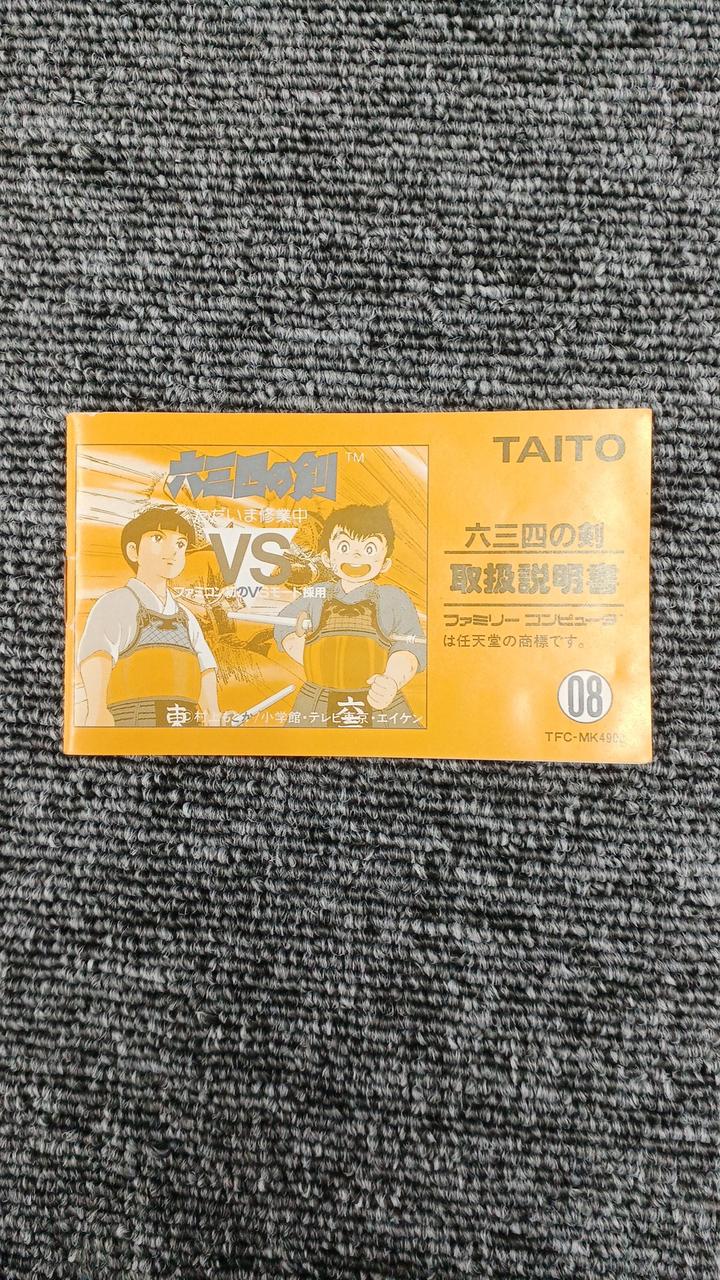 六三四の剣 TM
ただいま修業中
VS
ファミコン初のVSモード採用
東
六
©村上もとか/小学館・テレビ東京・エイケン
TAITO
六三四の剣
取扱説明書
ファミリー コンピュータ
は任天堂の商標です。
08